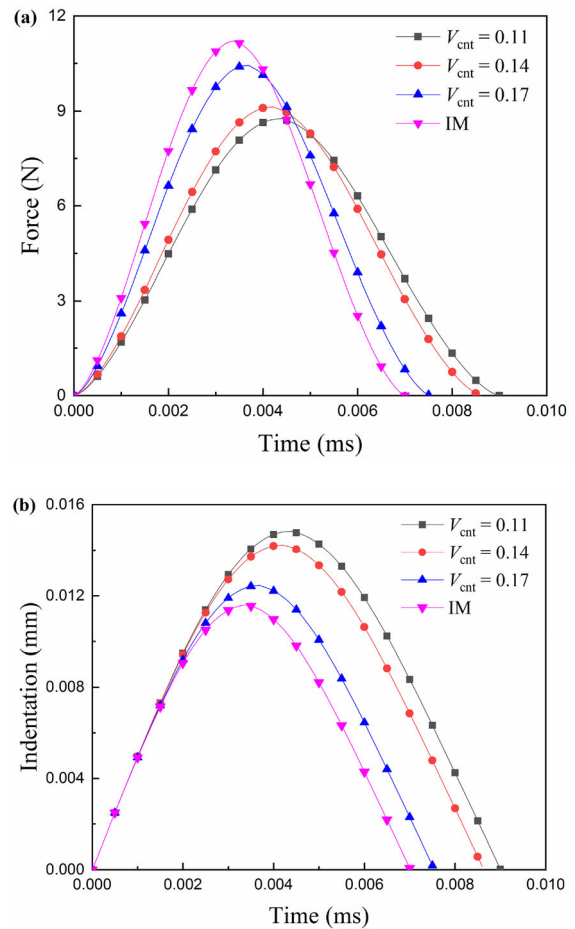 (a)
12
9
6
3
0
Force (N)
V_cnt = 0.11
V_cnt = 0.14
V_cnt = 0.17
IM
0.000 0.002 0.004 0.006 0.008 0.010
Time (ms)
(b)
0.016
0.012
0.008
0.004
0.000
Indentation (mm)
V_cnt = 0.11
V_cnt = 0.14
V_cnt = 0.17
IM
0.000 0.002 0.004 0.006 0.008 0.010
Time (ms)